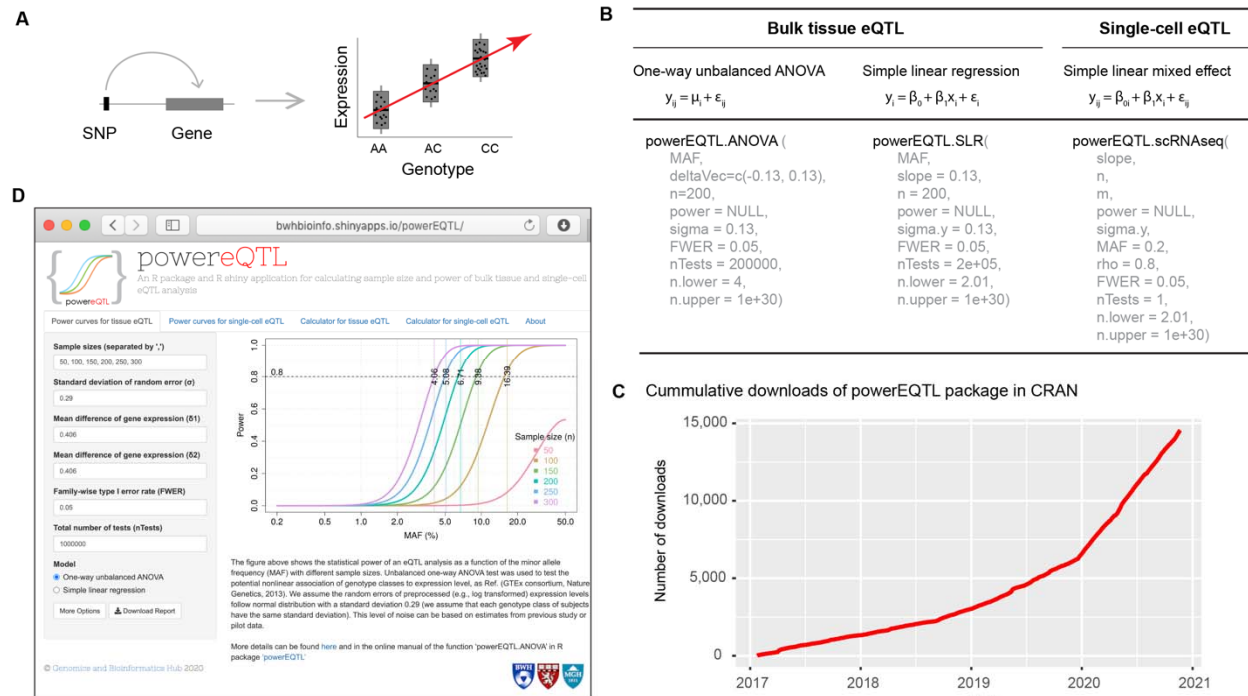 A
SNP
Gene
Expression
AA
AC
CC
Genotype
B
Bulk tissue eQTL
Single-cell eQTL
One-way unbalanced ANOVA
Simple linear regression
Simple linear mixed effect
y_ij = μ_i + ε_ij
y_i = β_0 + β_1x_i + ε_i
y_ij = β_0i + β_1x_i + ε_ij
powerEQTL.ANOVA (
MAF,
deltaVec=c(-0.13, 0.13),
n=200,
power = NULL,
sigma = 0.13,
FWER = 0.05,
nTests = 200000,
n.lower = 4,
n.upper = 1e+30)
powerEQTL.SLR(
MAF,
slope = 0.13,
n = 200,
power = NULL,
sigma.y = 0.13,
FWER = 0.05,
nTests = 2e+05,
n.lower = 2.01,
n.upper = 1e+30)
powerEQTL.scRNAseq(
slope,
n,
m,
power = NULL,
sigma.y,
MAF = 0.2,
rho = 0.8,
FWER = 0.05,
nTests = 1,
n.lower = 2.01,
n.upper = 1e+30)
C
Cummulative downloads of powerEQTL package in CRAN
Number of downloads
15,000
10,000
5,000
0
2017
2018
2019
2020
2021
D
bwhbioinfo.shinyapps.io/powerEQTL/
powereQTL
powereQTL
An R package and R shiny application for calculating sample size and power of bulk tissue and single-cell
eQTL analysis
Power curves for tissue eQTL
Power curves for single-cell eQTL
Calculator for tissue eQTL
Calculator for single-cell eQTL
About
Sample sizes (separated by ',')
50, 100, 150, 200, 250, 300
Standard deviation of random error (σ)
0.29
Mean difference of gene expression (δ1)
0.406
Mean difference of gene expression (δ2)
0.406
Family-wise type I error rate (FWER)
0.05
Total number of tests (nTests)
1000000
Model
One-way unbalanced ANOVA
Simple linear regression
More Options
Download Report
Power
1.0
0.8
0.6
0.4
0.2
0.0
0.8
4.06
5.08
6.71
9.38
16.39
Sample size (n)
50
100
150
200
250
300
0.2
0.5
1.0
2.0
5.0
10.0
20.0
50.0
MAF (%)
The figure above shows the statistical power of an eQTL analysis as a function of the minor allele
frequency (MAF) with different sample sizes. Unbalanced one-way ANOVA test was used to test the
potential nonlinear association of genotype classes to expression level, as Ref. (GTEx consortium, Nature
Genetics, 2013). We assume the random errors of preprocessed (e.g., log transformed) expression levels
follow normal distribution with a standard deviation 0.29 (we assume that each genotype class of subjects
have the same standard deviation). This level of noise can be based on estimates from previous study or
pilot data.
More details can be found here and in the online manual of the function 'powerEQTL.ANOVA' in R
package 'powerEQTL'
© Genomics and Bioinformatics Hub 2020
BWH
MGH